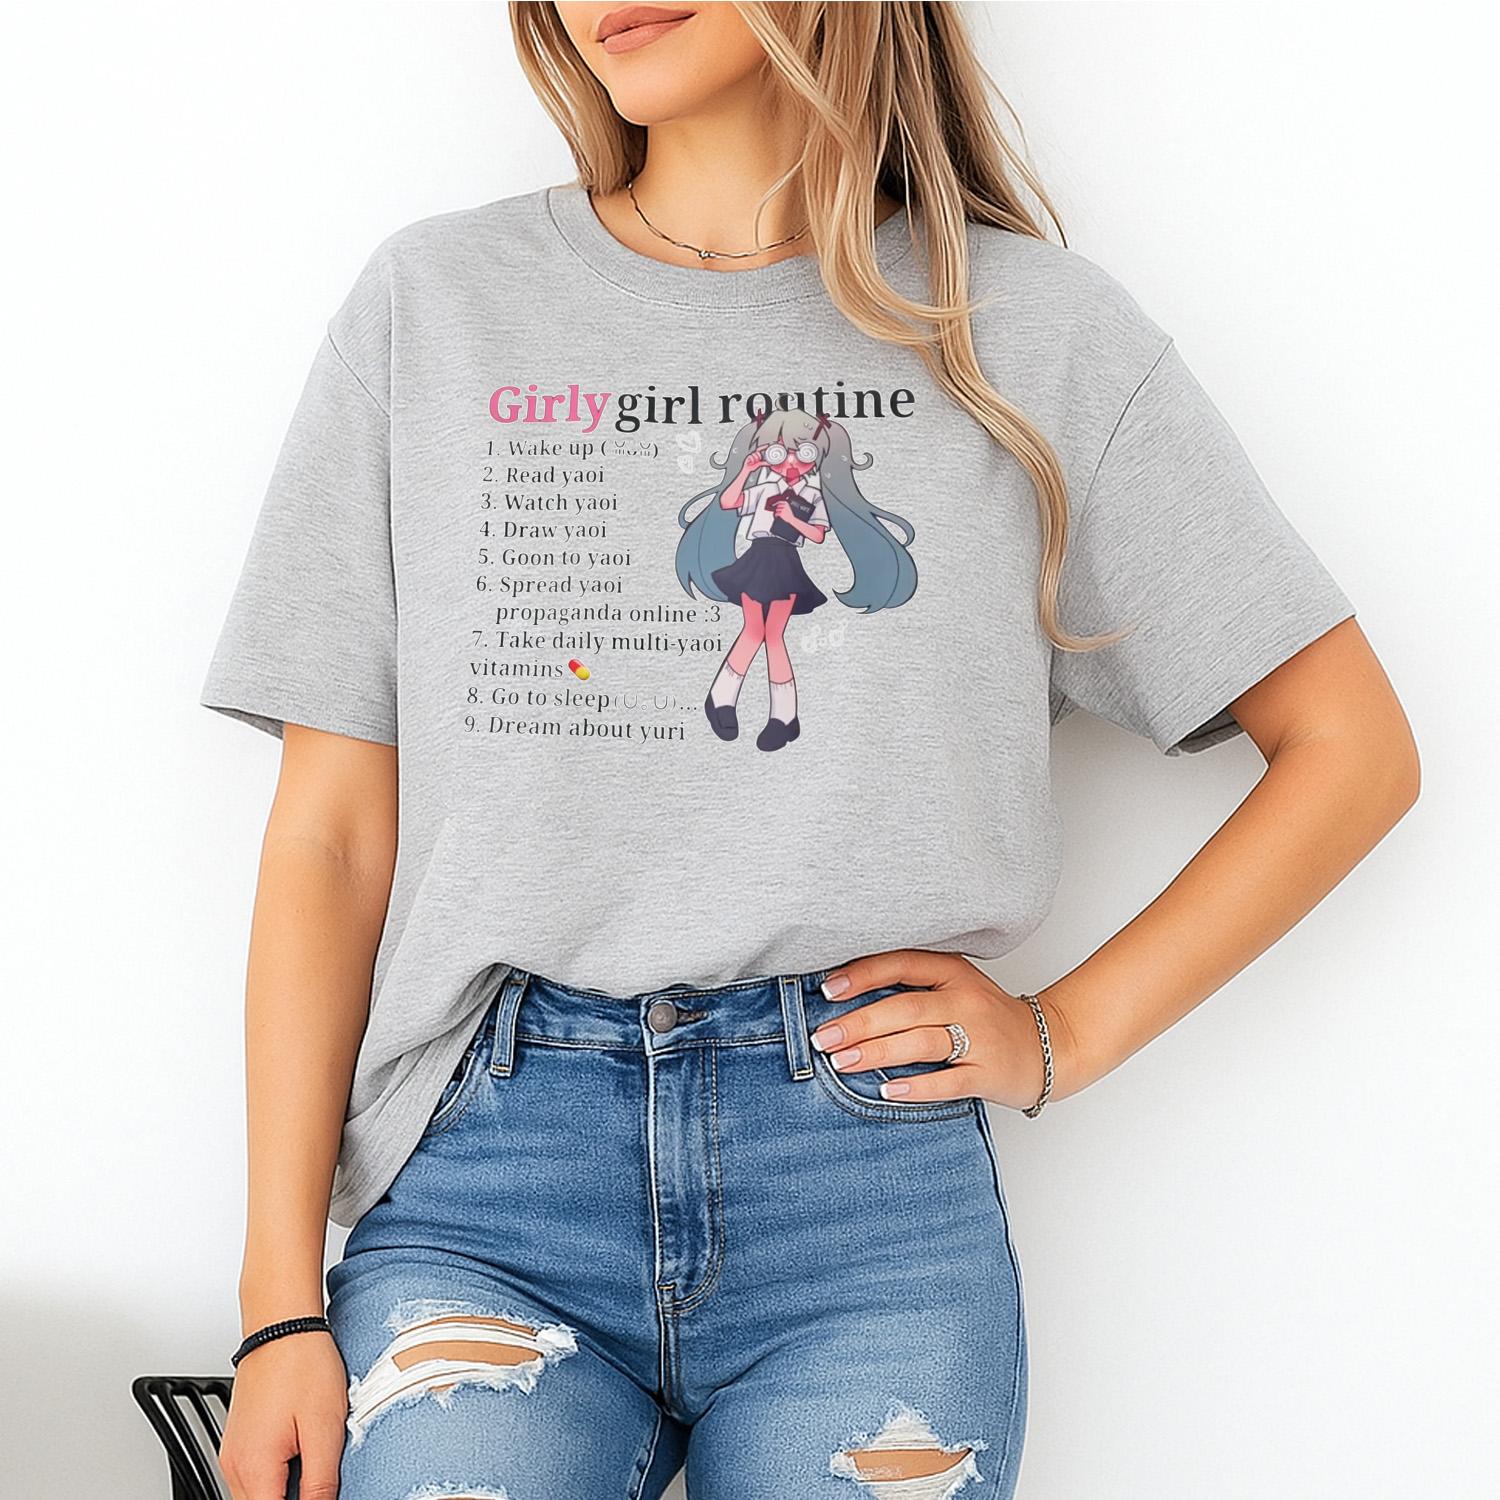 Girly girl routine
1. Wake up
2. Read yaoi
3. Watch yaoi
4. Draw yaoi
5. Goon to yaoi
6. Spread yaoi
propaganda online :3
7. Take daily multi-yaoi
vitamins💊
8. Go to sleep(∪。∪)...
9. Dream about yuri